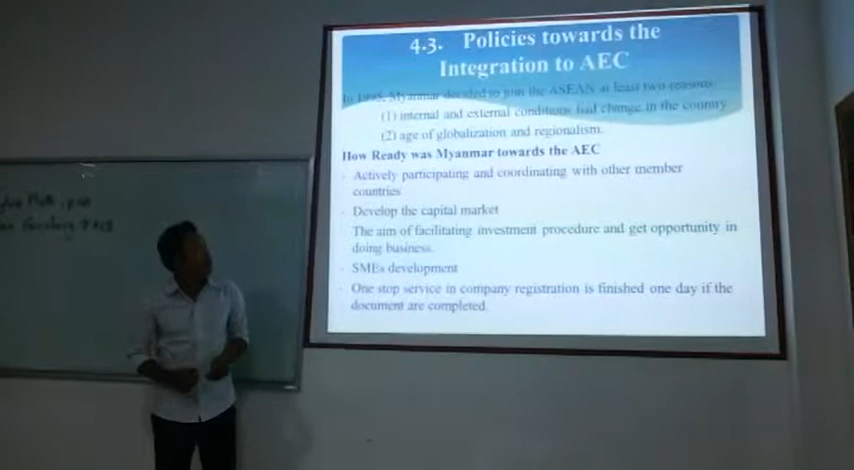 4.3. Policies towards the
Integration to AEC
In 1995, Myanmar decided to join the ASEAN at least two reasons:
(1) internal and external conditions had change in the country
(2) age of globalization and regionalism.
How Ready was Myanmar towards the AEC
Actively participating and coordinating with other member
countries
Develop the capital market
The aim of facilitating investment procedure and get opportunity in
doing business.
SMEs development
One stop service in company registration is finished one day if the
document are completed.